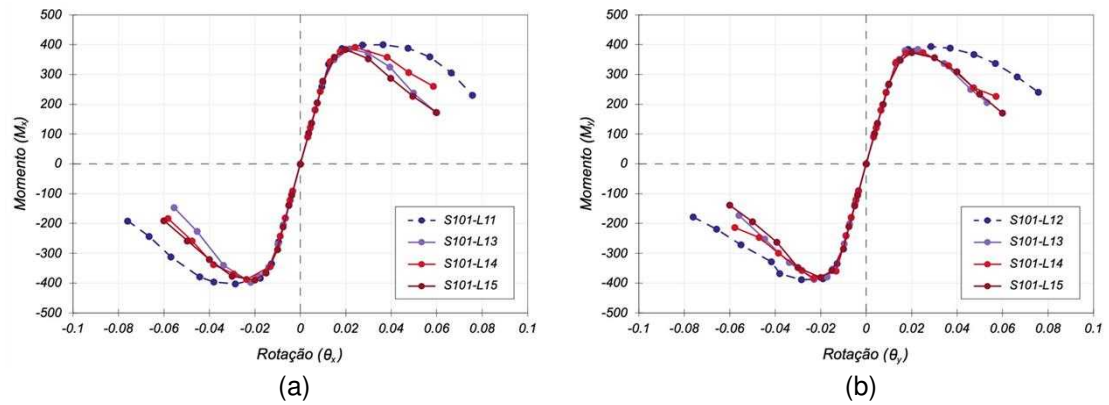 500
400
300
200
100
0
-100
-200
-300
-400
-500
Momento (Mx)
-0.1 -0.08 -0.06 -0.04 -0.02 0 0.02 0.04 0.06 0.08 0.1
Rotação (θx)
S101-L11
S101-L13
S101-L14
S101-L15
(a)
500
400
300
200
100
0
-100
-200
-300
-400
-500
Momento (My)
-0.1 -0.08 -0.06 -0.04 -0.02 0 0.02 0.04 0.06 0.08 0.1
Rotação (θy)
S101-L12
S101-L13
S101-L14
S101-L15
(b)